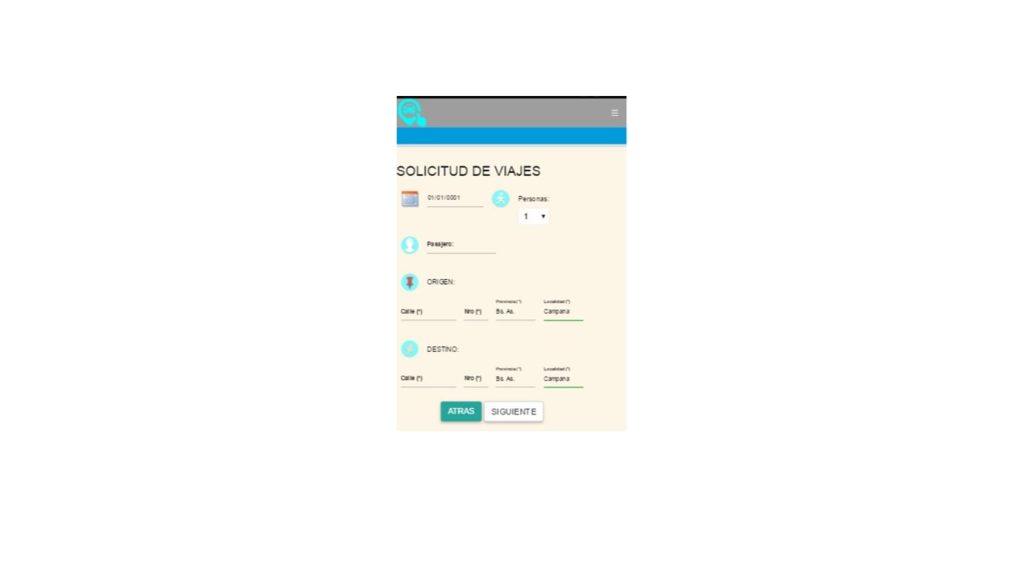 SOLICITUD DE VIAJES
01/01/0001 Personas:
1
Pasajero:
ORIGEN:
Provincia(*) Localidad(*)
Calle (*) Nro (*) Bs. As. Campana
DESTINO:
Provincia(*) Localidad(*)
Calle (*) Nro (*) Bs. As. Campana
ATRAS SIGUIENTE